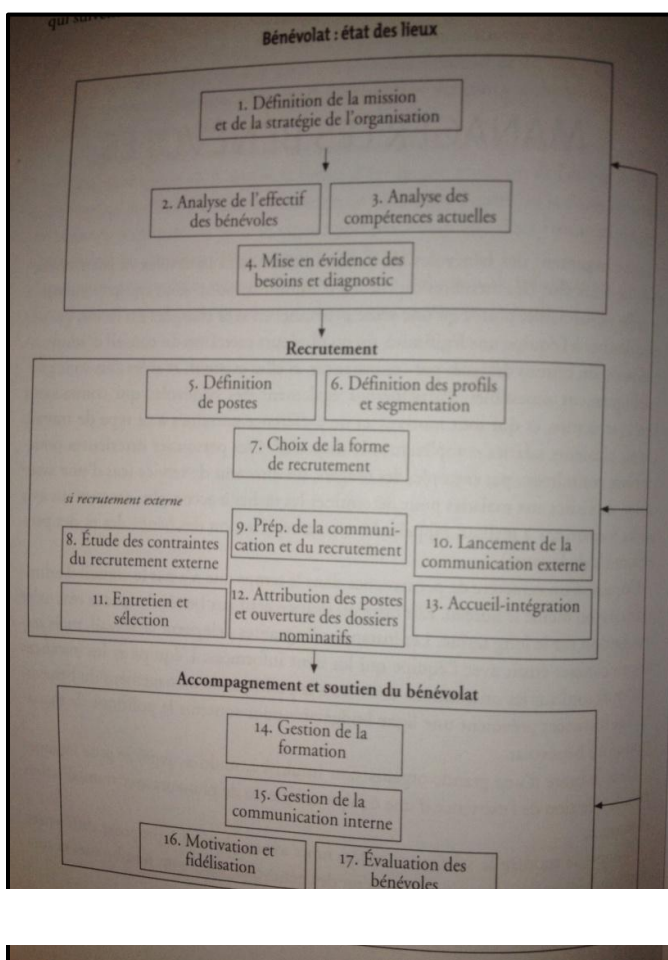 qui
Bénévolat : état des lieux
1. Définition de la mission
et de la stratégie de l'organisation
2. Analyse de l'effectif
des bénévoles
3. Analyse des
compétences actuelles
4. Mise en évidence des
besoins et diagnostic
Recrutement
5. Définition
de postes
6. Définition des profils
et segmentation
7. Choix de la forme
de recrutement
si recrutement externe
8. Étude des contraintes
du recrutement externe
9. Prép. de la communi-
cation et du recrutement
10. Lancement de la
communication externe
11. Entretien et
sélection
12. Attribution des postes
et ouverture des dossiers
nominatifs
13. Accueil-intégration
Accompagnement et soutien du bénévolat
14. Gestion de la
formation
15. Gestion de la
communication interne
16. Motivation et
fidélisation
17. Évaluation des
bénévoles